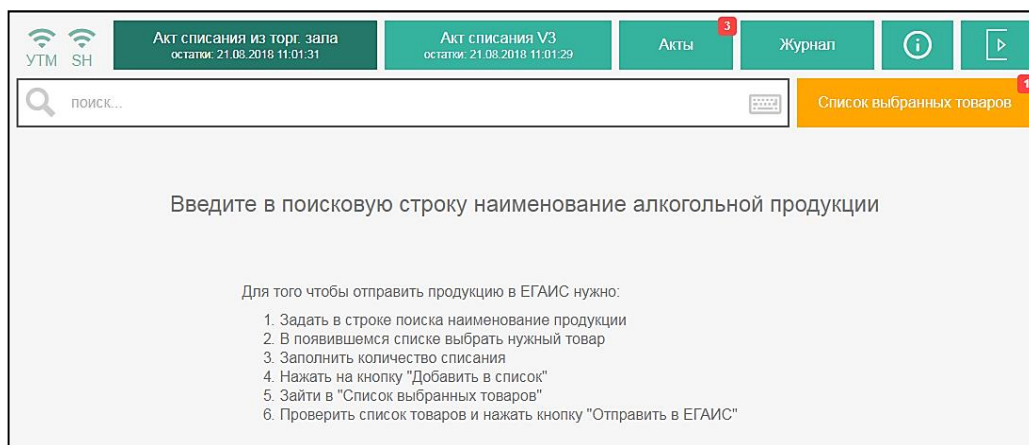 УТМ SH
Акт списания из торг. зала
остатки: 21.08.2018 11:01:31
Акт списания V3
остатки: 21.08.2018 11:01:29
Акты
3
Журнал
поиск...
Список выбранных товаров
1
Введите в поисковую строку наименование алкогольной продукции
Для того чтобы отправить продукцию в ЕГАИС нужно:
1. Задать в строке поиска наименование продукции
2. В появившемся списке выбрать нужный товар
3. Заполнить количество списания
4. Нажать на кнопку "Добавить в список"
5. Зайти в "Список выбранных товаров"
6. Проверить список товаров и нажать кнопку "Отправить в ЕГАИС"